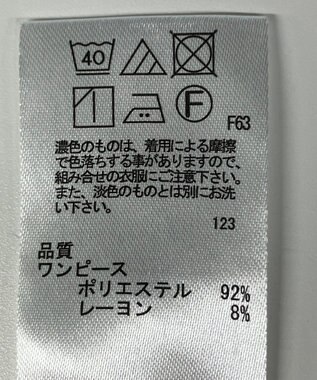 40
F
F63
濃色のものは、着用による摩擦
で色落ちする事がありますので、
組み合せの衣服にご注意下さい。
また、淡色のものとは別にお洗
い下さい。
123
品質
ワンピース
ポリエステル 92%
レーヨン 8%